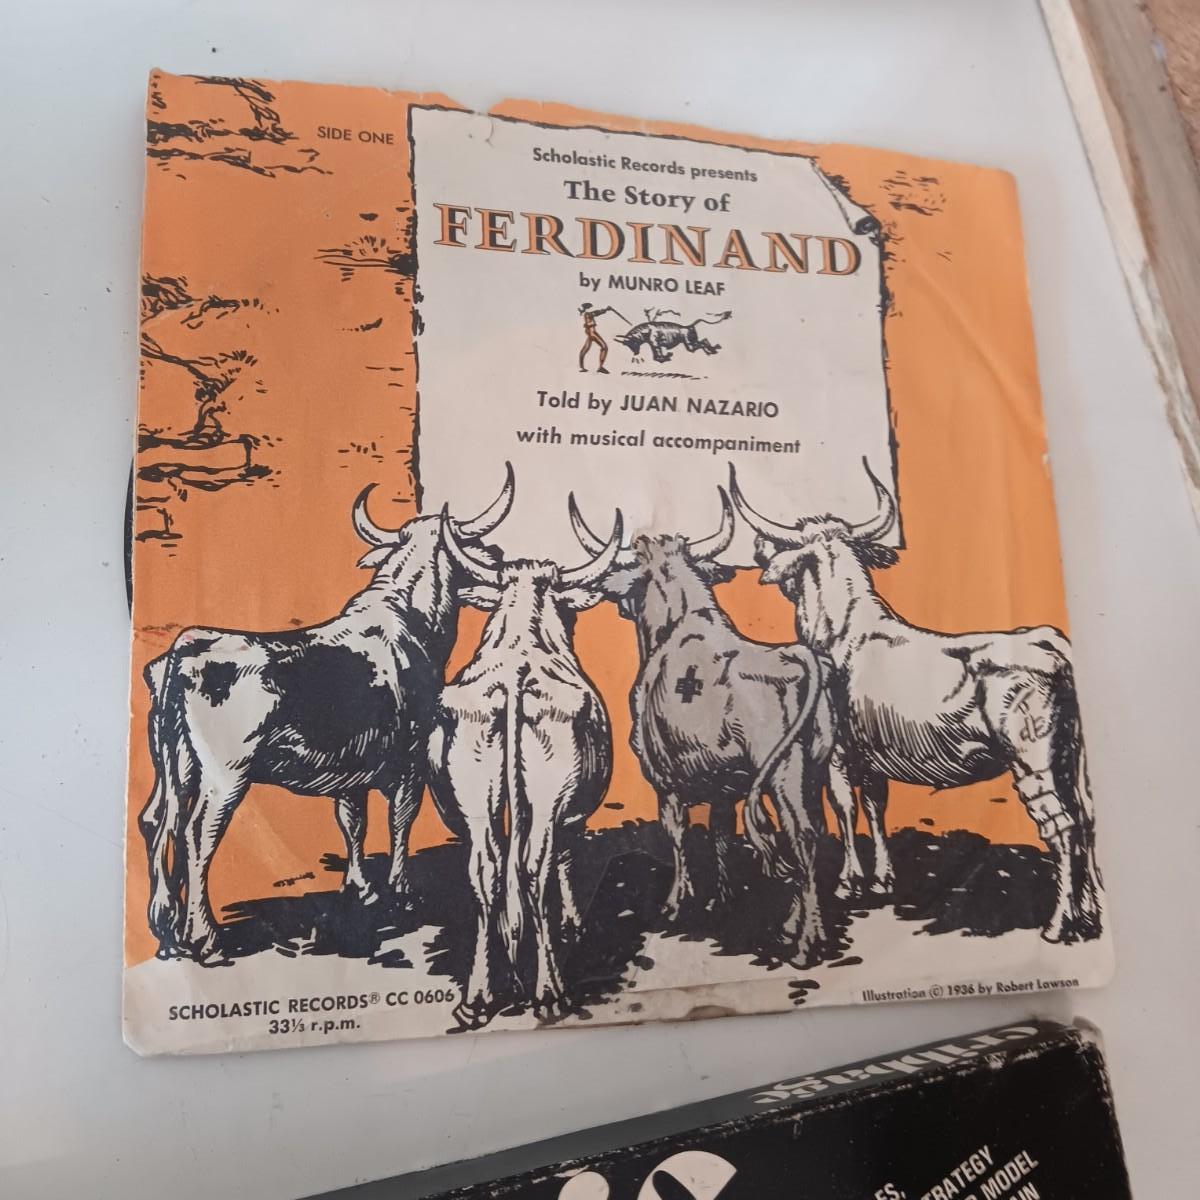 SIDE ONE
Scholastic Records presents
The Story of
FERDINAND
by MUNRO LEAF
Told by JUAN NAZARIO
with musical accompaniment
SCHOLASTIC RECORDS® CC 0606
33⅓ r.p.m.
Illustration © 1936 by Robert Lawson
cribbage
STRATEGY
MODEL